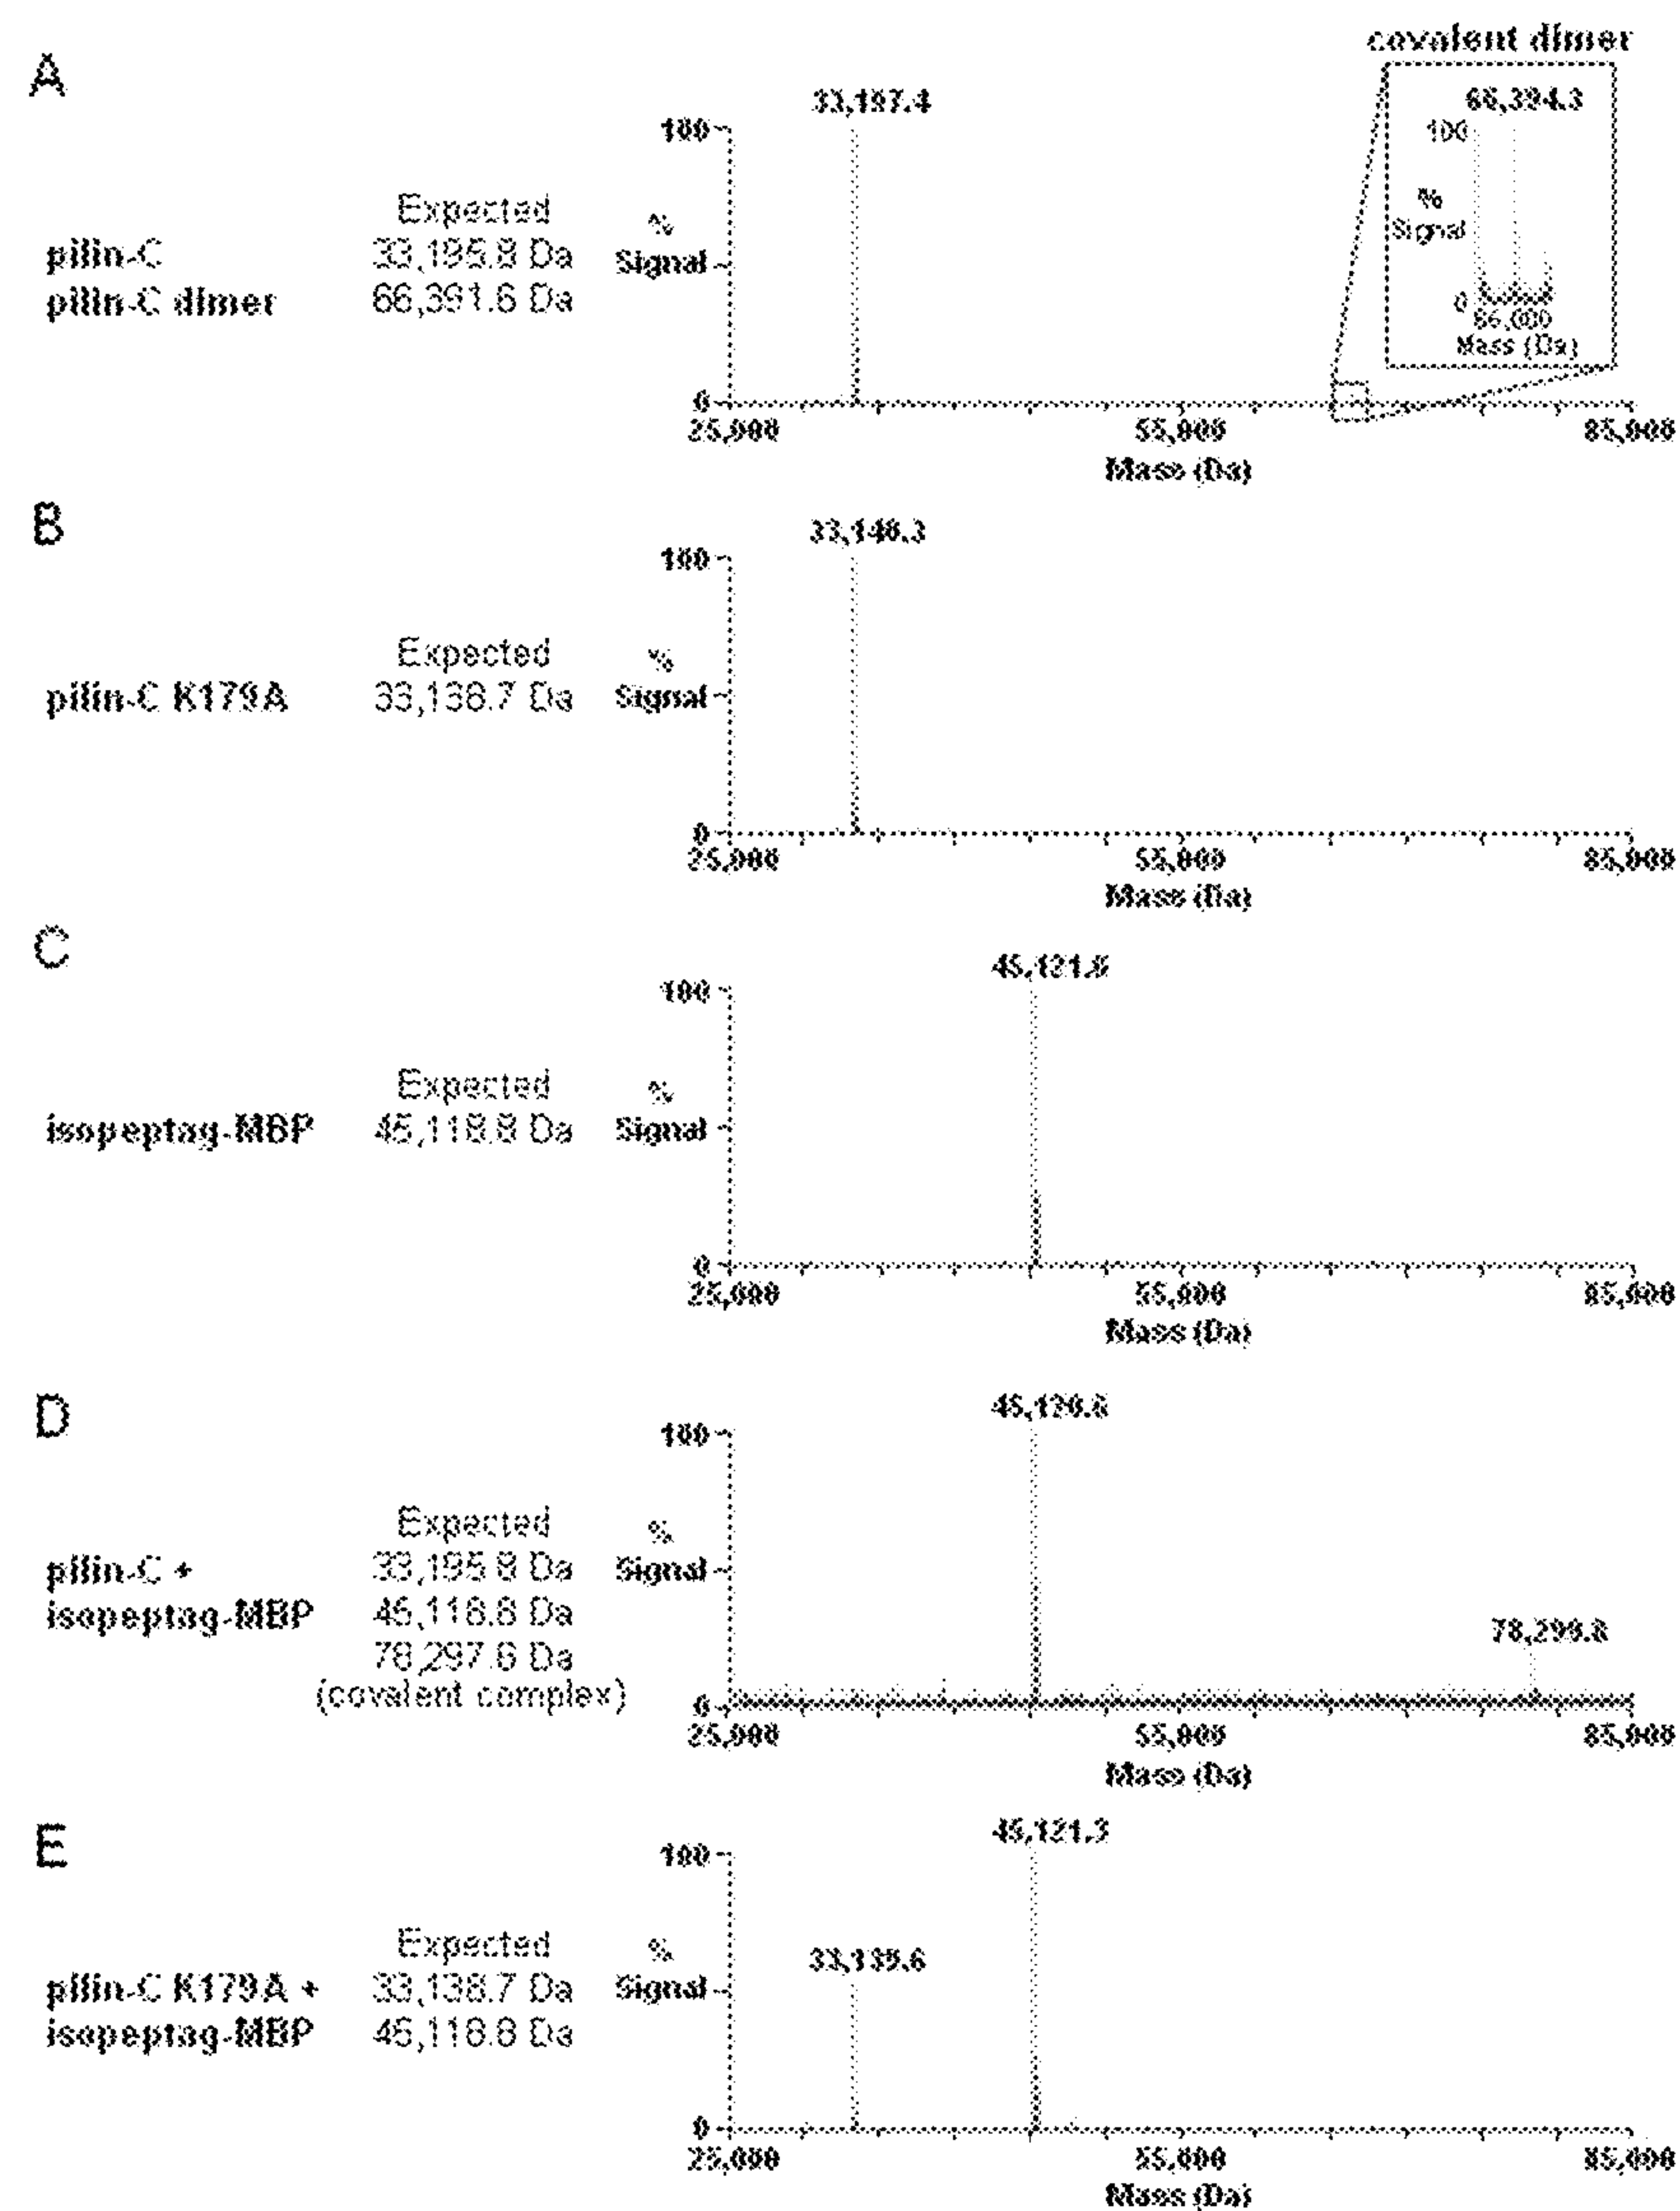 A
covalent dimer
33,197.4
66,394.3
100
100
Expected
%
%
Signal
pilin-C
33,195.8 Da
Signal
pilin-C dimer
66,391.6 Da
0
66,000
Mass (Da)
0
25,000
55,000
85,000
Mass (Da)
B
33,140.3
100
Expected
%
pilin-C K179A
33,138.7 Da
Signal
0
25,000
55,000
85,000
Mass (Da)
C
45,121.6
100
Expected
%
isopeptag-MBP
45,118.8 Da
Signal
0
25,000
55,000
85,000
Mass (Da)
D
45,120.6
100
Expected
%
pilin-C +
33,195.8 Da
Signal
isopeptag-MBP
45,118.8 Da
78,297.6 Da
78,299.8
(covalent complex)
0
25,000
55,000
85,000
Mass (Da)
E
45,121.3
100
Expected
%
33,139.6
pilin-C K179A +
33,138.7 Da
Signal
isopeptag-MBP
45,118.8 Da
0
25,000
55,000
85,000
Mass (Da)